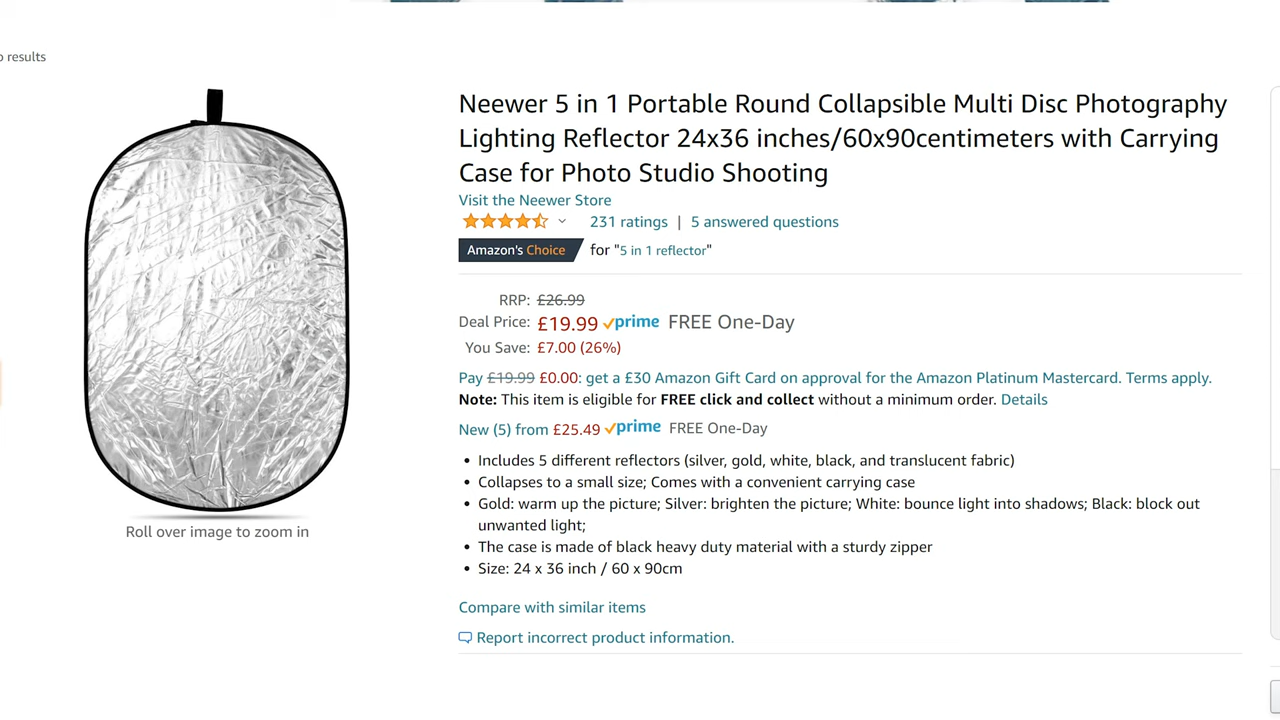 results
Neewer 5 in 1 Portable Round Collapsible Multi Disc Photography
Lighting Reflector 24x36 inches/60x90centimeters with Carrying
Case for Photo Studio Shooting
Visit the Neewer Store
231 ratings | 5 answered questions
Amazon's Choice for "5 in 1 reflector"
RRP: £26.99
Deal Price: £19.99 prime FREE One-Day
You Save: £7.00 (26%)
Pay £19.99 £0.00: get a £30 Amazon Gift Card on approval for the Amazon Platinum Mastercard. Terms apply.
Note: This item is eligible for FREE click and collect without a minimum order. Details
New (5) from £25.49 prime FREE One-Day
• Includes 5 different reflectors (silver, gold, white, black, and translucent fabric)
• Collapses to a small size; Comes with a convenient carrying case
• Gold: warm up the picture; Silver: brighten the picture; White: bounce light into shadows; Black: block out
unwanted light;
• The case is made of black heavy duty material with a sturdy zipper
• Size: 24 x 36 inch / 60 x 90cm
Compare with similar items
Report incorrect product information.
Roll over image to zoom in